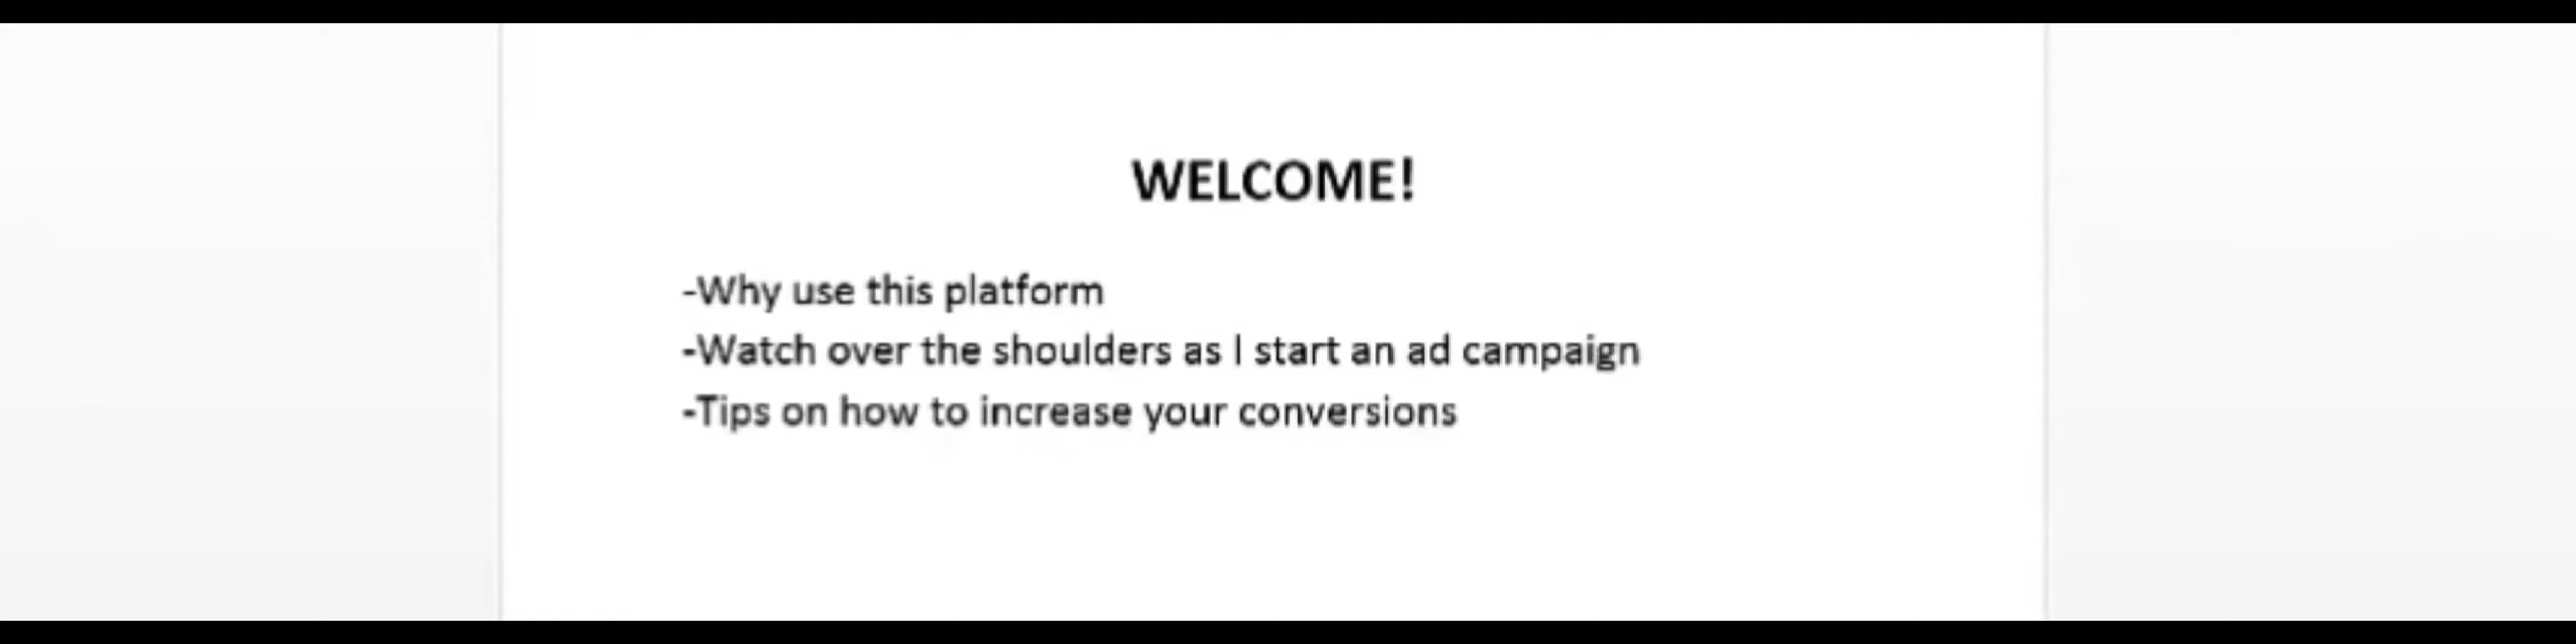 WELCOME!
-Why use this platform
-Watch over the shoulders as I start an ad campaign
-Tips on how to increase your conversions